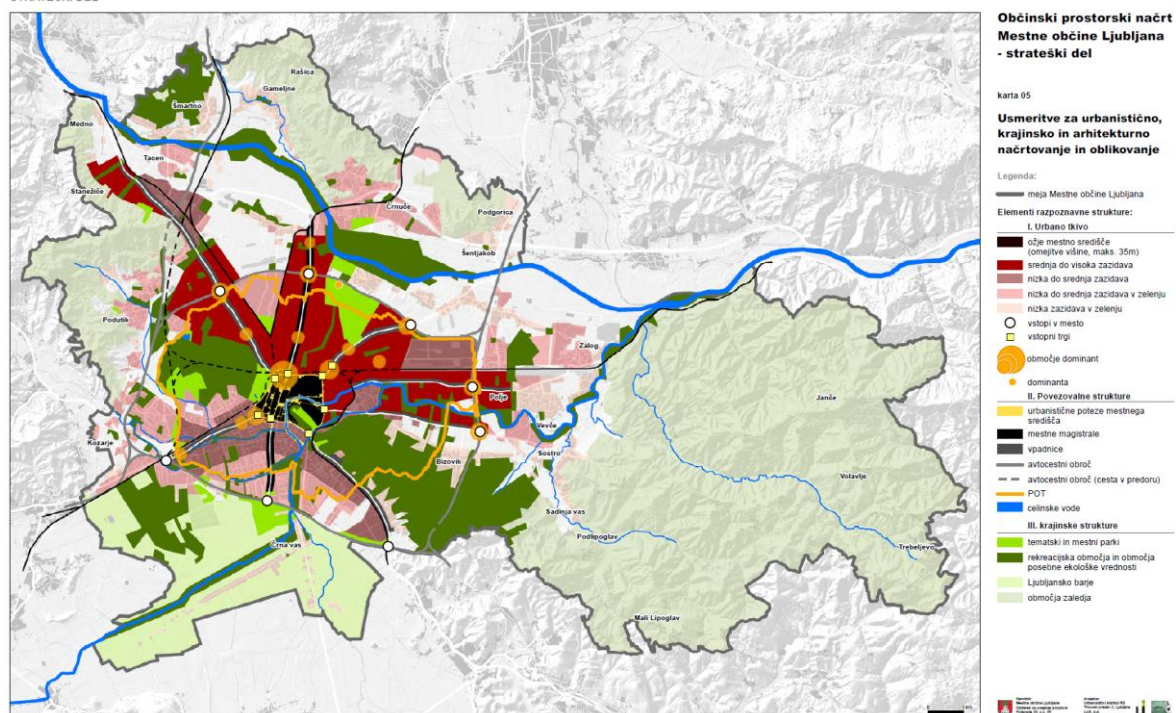 Občinski prostorski načrt
Mestne občine Ljubljana
- strateški del
karta 05
Usmeritve za urbanistično,
krajinsko in arhitekturno
načrtovanje in oblikovanje
Legenda:
meja Mestne občine Ljubljana
Elementi razpoznavne strukture:
I. Urbano tkivo
ožje mestno središče
(omejitve višine, maks. 35m)
srednja do visoka zazidava
nizka do srednja zazidava
nizka do srednja zazidava v zelenju
nizka zazidava v zelenju
vstopi v mesto
vstopni trgi
območje dominant
dominanta
II. Povezovalne strukture
urbanistične poteze mestnega
središča
mestne magistrale
vpadnice
avtocestni obroč
avtocestni obroč (cesta v predoru)
POT
celinske vode
III. krajinske strukture
tematski in mestni parki
rekreacijska območja in območja
posebne ekološke vrednosti
Ljubljansko barje
območja zaledja
Rašica
Gameljne
Šmartno
Medno
Tacen
Stanežiče
Črnuče
Podgorica
Šentjakob
Podutik
Zalog
Polje
Janče
Vevče
Kozarje
Sostro
Bizovik
Volavlje
Sadinja vas
Podlipoglav
Črna vas
Trebeljevo
Mali Lipoglav